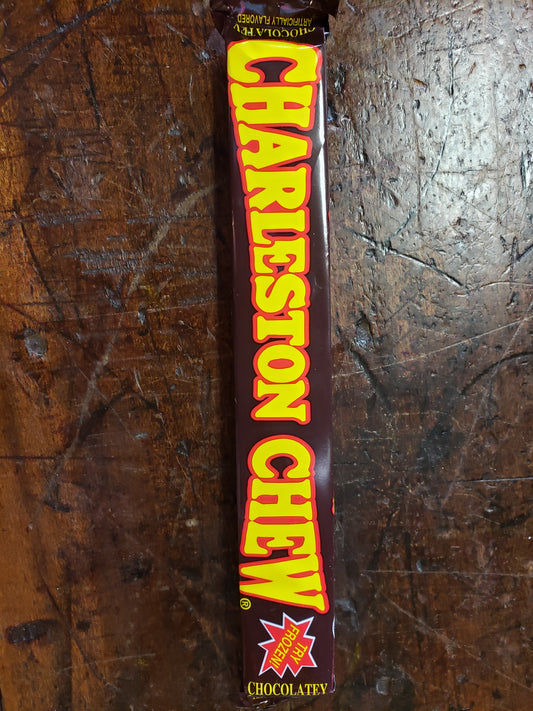 CHOCOLATEY
ARTIFICIALLY FLAVORED
CHARLESTON CHEW®
TRY
FROZEN!
CHOCOLATEY